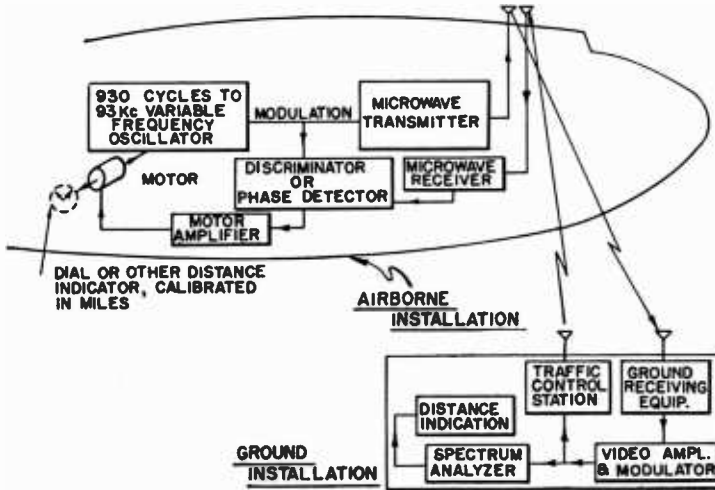 930 CYCLES TO
93Kc VARIABLE
FREQUENCY
OSCILLATOR
MODULATION
MICROWAVE
TRANSMITTER
DISCRIMINATOR
OR
PHASE DETECTOR
MICROWAVE
RECEIVER
MOTOR
MOTOR
AMPLIFIER
DIAL OR OTHER DISTANCE
INDICATOR, CALIBRATED
IN MILES
AIRBORNE
INSTALLATION
TRAFFIC
CONTROL
STATION
GROUND
RECEIVING
EQUIP.
DISTANCE
INDICATION
GROUND
INSTALLATION
SPECTRUM
ANALYZER
VIDEO AMPL.
& MODULATOR